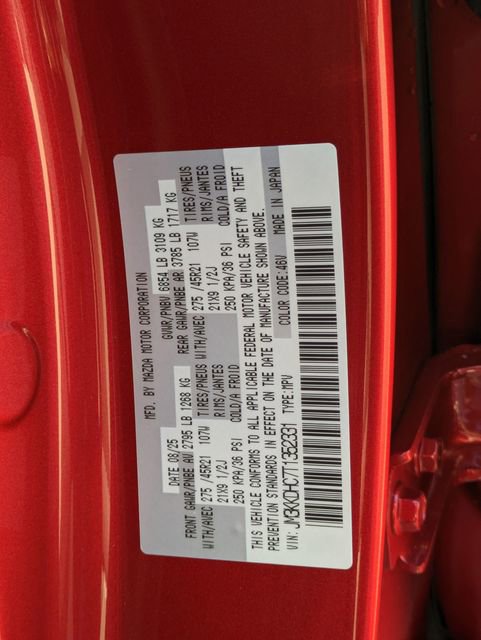 MFD. BY MAZDA MOTOR CORPORATION
DATE 08/25 GVWR/PNBV 6854 LB 3109 KG
FRONT GAWR/PNBE AV 2795 LB 1268 KG REAR GAWR/PNBE AR 3785 LB 1717 KG
WITH/AVEC 275 /45R21 107W TIRES/PNEUS WITH/AVEC 275 /45R21 107W TIRES/PNEUS
21X9 1/2J RIMS/JANTES 21X9 1/2J RIMS/JANTES
250 KPA/36 PSI COLD/A FROID 250 KPA/36 PSI COLD/A FROID
THIS VEHICLE CONFORMS TO ALL APPLICABLE FEDERAL MOTOR VEHICLE SAFETY AND THEFT
PREVENTION STANDARDS IN EFFECT ON THE DATE OF MANUFACTURE SHOWN ABOVE.
VIN: JM3KKDHC7T1352331 TYPE:MPV COLOR CODE:46V MADE IN JAPAN